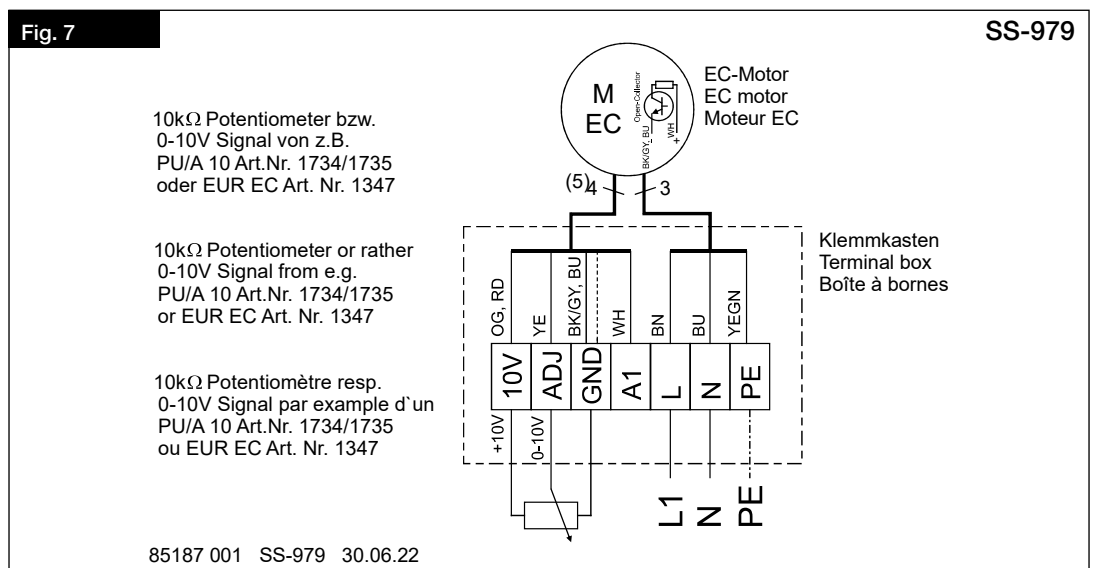 Fig. 7
SS-979
10kΩ Potentiometer bzw.
0-10V Signal von z.B.
PU/A 10 Art.Nr. 1734/1735
oder EUR EC Art. Nr. 1347
10kΩ Potentiometer or rather
0-10V Signal from e.g.
PU/A 10 Art.Nr. 1734/1735
or EUR EC Art. Nr. 1347
10kΩ Potentiomètre resp.
0-10V Signal par example d`un
PU/A 10 Art.Nr. 1734/1735
ou EUR EC Art. Nr. 1347
M
EC
Open-Collector
BK/GY, BU
-
WH
+
EC-Motor
EC motor
Moteur EC
(5)
4
3
Klemmkasten
Terminal box
Boîte à bornes
OG, RD
YE
BK/GY, BU
WH
BN
BU
YEGN
10V
ADJ
GND
A1
L
N
PE
+10V
0-10V
L1
N
PE
85187 001 SS-979 30.06.22